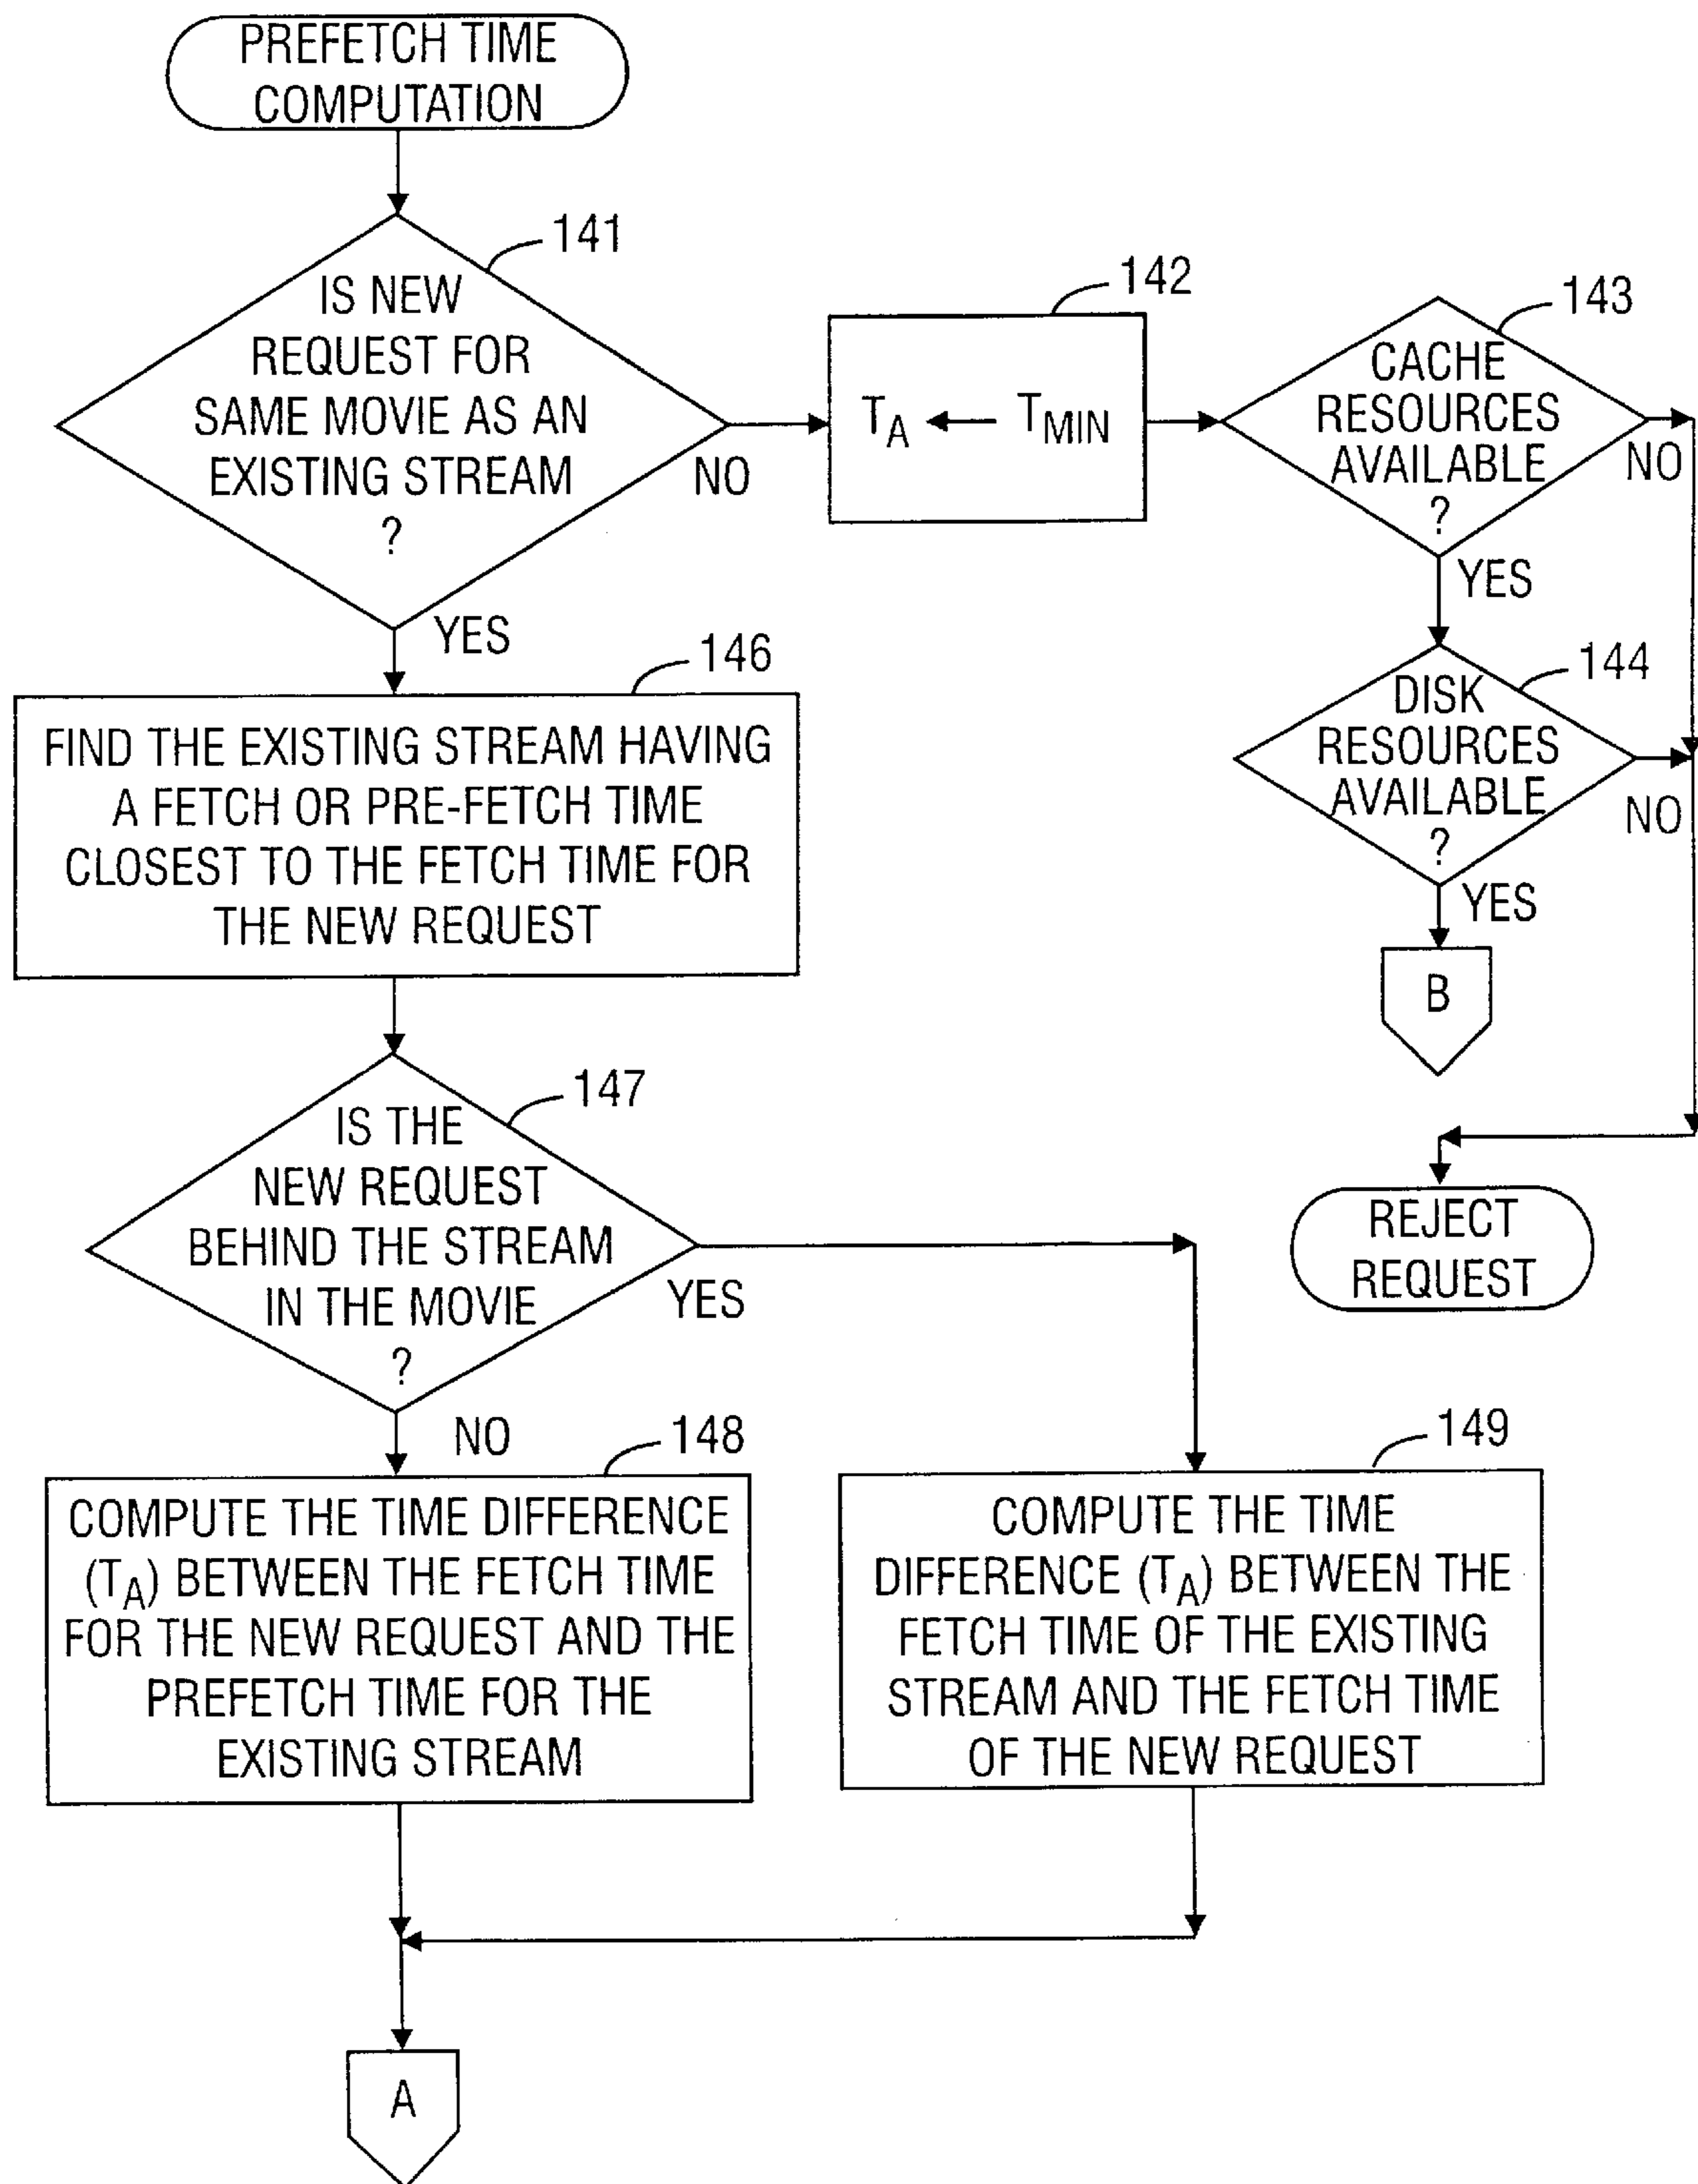 PREFETCH TIME
COMPUTATION
141
IS NEW
REQUEST FOR
SAME MOVIE AS AN
EXISTING STREAM
?
NO
YES
142
TA ← TMIN
143
CACHE
RESOURCES
AVAILABLE
?
NO
YES
144
DISK
RESOURCES
AVAILABLE
?
NO
YES
B
REJECT
REQUEST
146
FIND THE EXISTING STREAM HAVING
A FETCH OR PRE-FETCH TIME
CLOSEST TO THE FETCH TIME FOR
THE NEW REQUEST
147
IS THE
NEW REQUEST
BEHIND THE STREAM
IN THE MOVIE
?
YES
NO
148
COMPUTE THE TIME DIFFERENCE
(TA) BETWEEN THE FETCH TIME
FOR THE NEW REQUEST AND THE
PREFETCH TIME FOR THE
EXISTING STREAM
149
COMPUTE THE TIME
DIFFERENCE (TA) BETWEEN THE
FETCH TIME OF THE EXISTING
STREAM AND THE FETCH TIME
OF THE NEW REQUEST
A